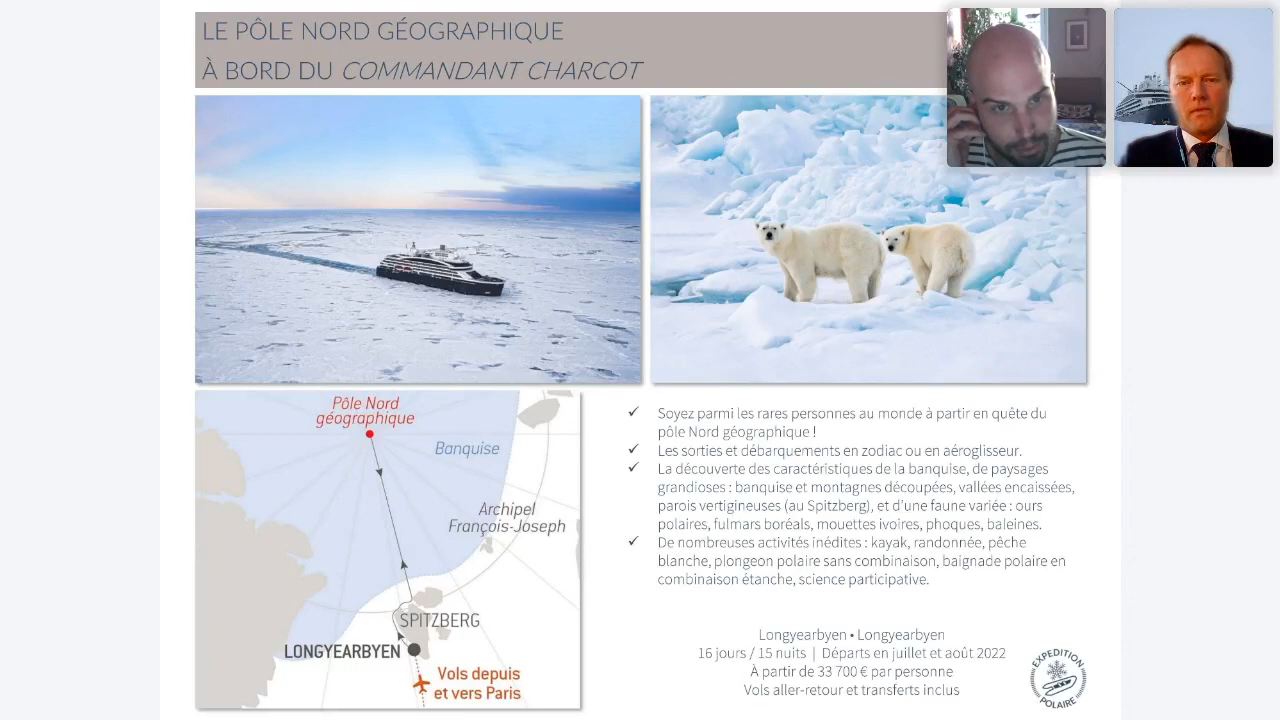 LE PÔLE NORD GÉOGRAPHIQUE
À BORD DU COMMANDANT CHARCOT
Pôle Nord
géographique
Banquise
Archipel
François-Joseph
SPITZBERG
LONGYEARBYEN
Vols depuis
et vers Paris
✓ Soyez parmi les rares personnes au monde à partir en quête du
pôle Nord géographique !
✓ Les sorties et débarquements en zodiac ou en aéroglisseur.
✓ La découverte des caractéristiques de la banquise, de paysages
grandioses : banquise et montagnes découpées, vallées encaissées,
parois vertigineuses (au Spitzberg), et d'une faune variée : ours
polaires, fulmars boréals, mouettes ivoires, phoques, baleines.
✓ De nombreuses activités inédites : kayak, randonnée, pêche
blanche, plongeon polaire sans combinaison, baignade polaire en
combinaison étanche, science participative.
Longyearbyen • Longyearbyen
16 jours / 15 nuits | Départs en juillet et août 2022
À partir de 33 700 € par personne
Vols aller-retour et transferts inclus
EXPEDITION
POLAIRE